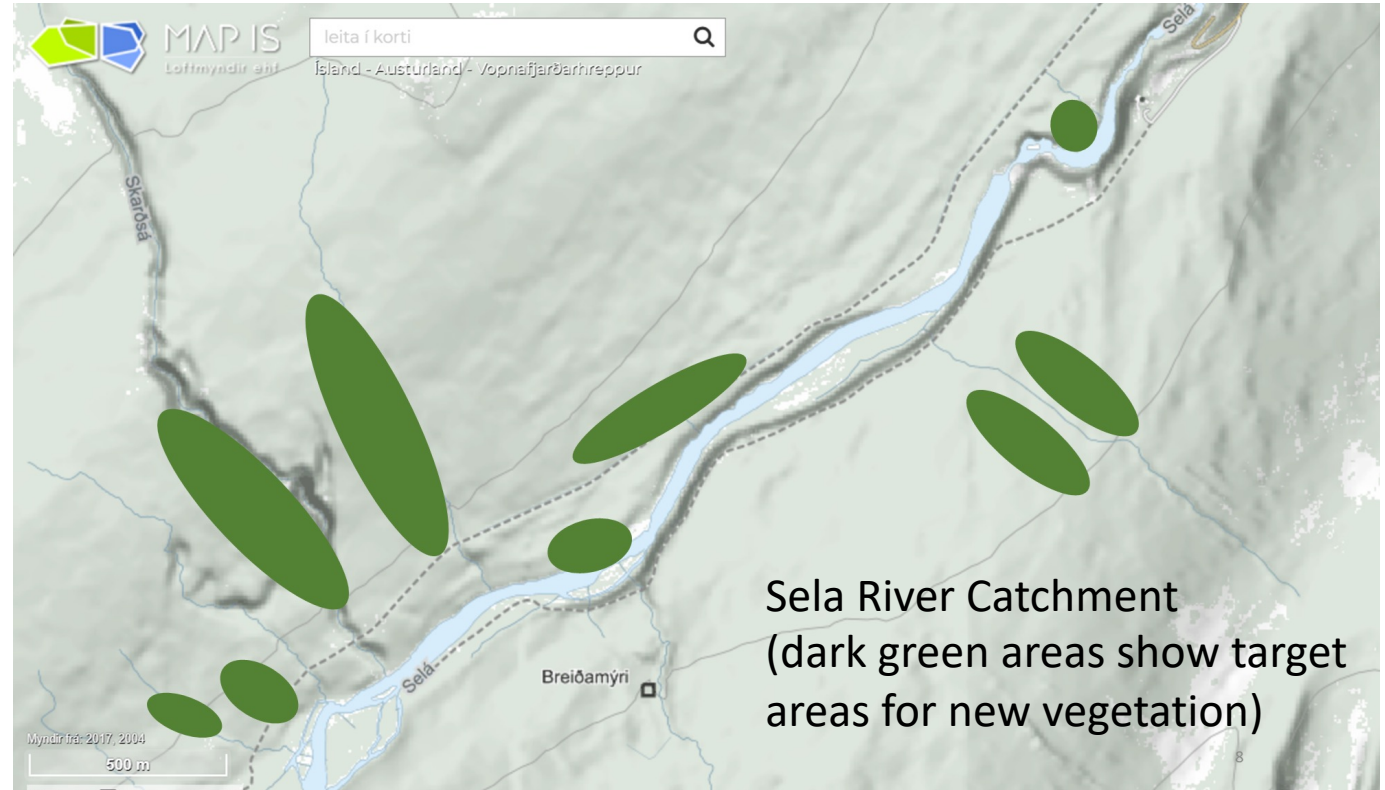 MAP IS
Loftmyndir ehf
leita í korti
Ísland - Austurland - Vopnafjarðarhreppur
Selá
Skarðsá
Sela River Catchment
(dark green areas show target
areas for new vegetation)
Breiðamýri
Selá
Myndir frá: 2017, 2004
500 m
8